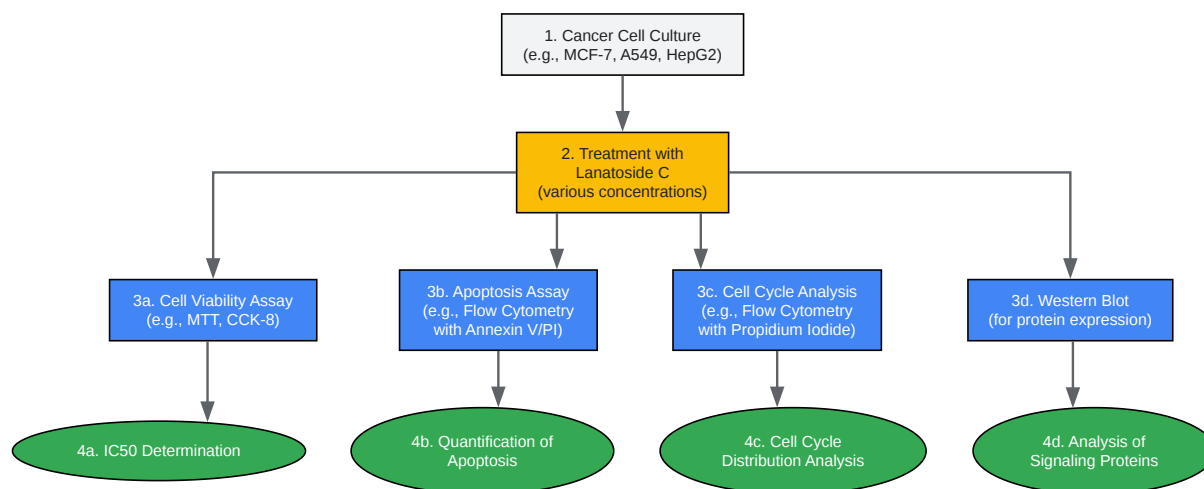 1. Cancer Cell Culture
(e.g., MCF-7, A549, HepG2)
2. Treatment with
Lanatoside C
(various concentrations)
3a. Cell Viability Assay
(e.g., MTT, CCK-8)
3b. Apoptosis Assay
(e.g., Flow Cytometry
with Annexin V/PI)
3c. Cell Cycle Analysis
(e.g., Flow Cytometry
with Propidium Iodide)
3d. Western Blot
(for protein expression)
4a. IC50 Determination
4b. Quantification of
Apoptosis
4c. Cell Cycle
Distribution Analysis
4d. Analysis of
Signaling Proteins